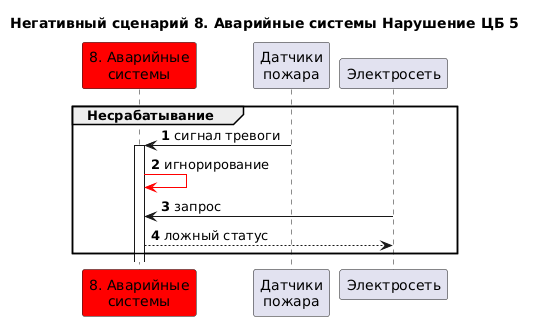 Негативный сценарий 8. Аварийные системы Нарушение ЦБ 5
8. Аварийные
системы
Датчики
пожара
Электросеть
Несрабатывание
1 сигнал тревоги
2 игнорирование
3 запрос
4 ложный статус
8. Аварийные
системы
Датчики
пожара
Электросеть